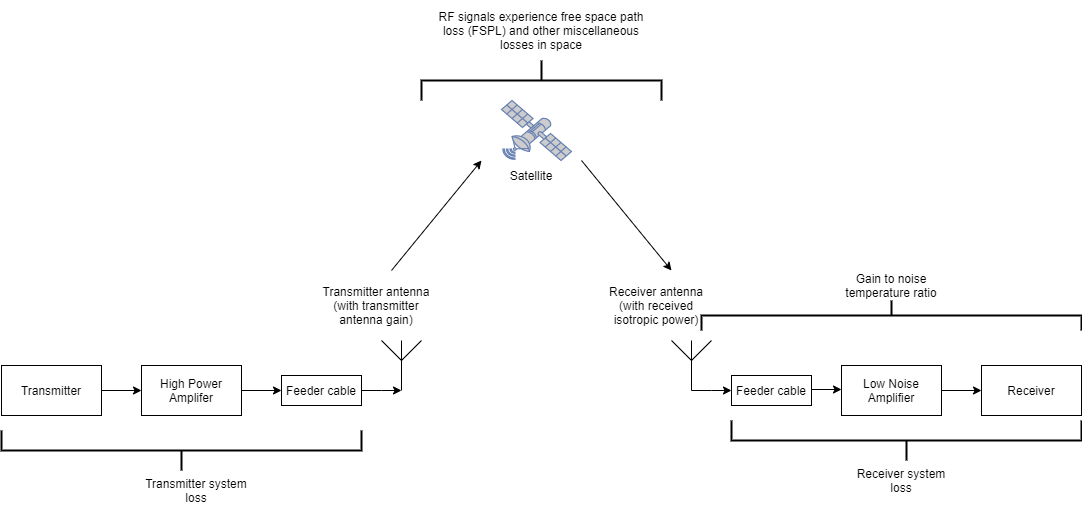 RF signals experience free space path
loss (FSPL) and other miscellaneous
losses in space
Satellite
Transmitter antenna
(with transmitter
antenna gain)
Receiver antenna
(with received
isotropic power)
Gain to noise
temperature ratio
Transmitter
High Power
Amplifer
Feeder cable
Feeder cable
Low Noise
Amplifier
Receiver
Transmitter system
loss
Receiver system
loss